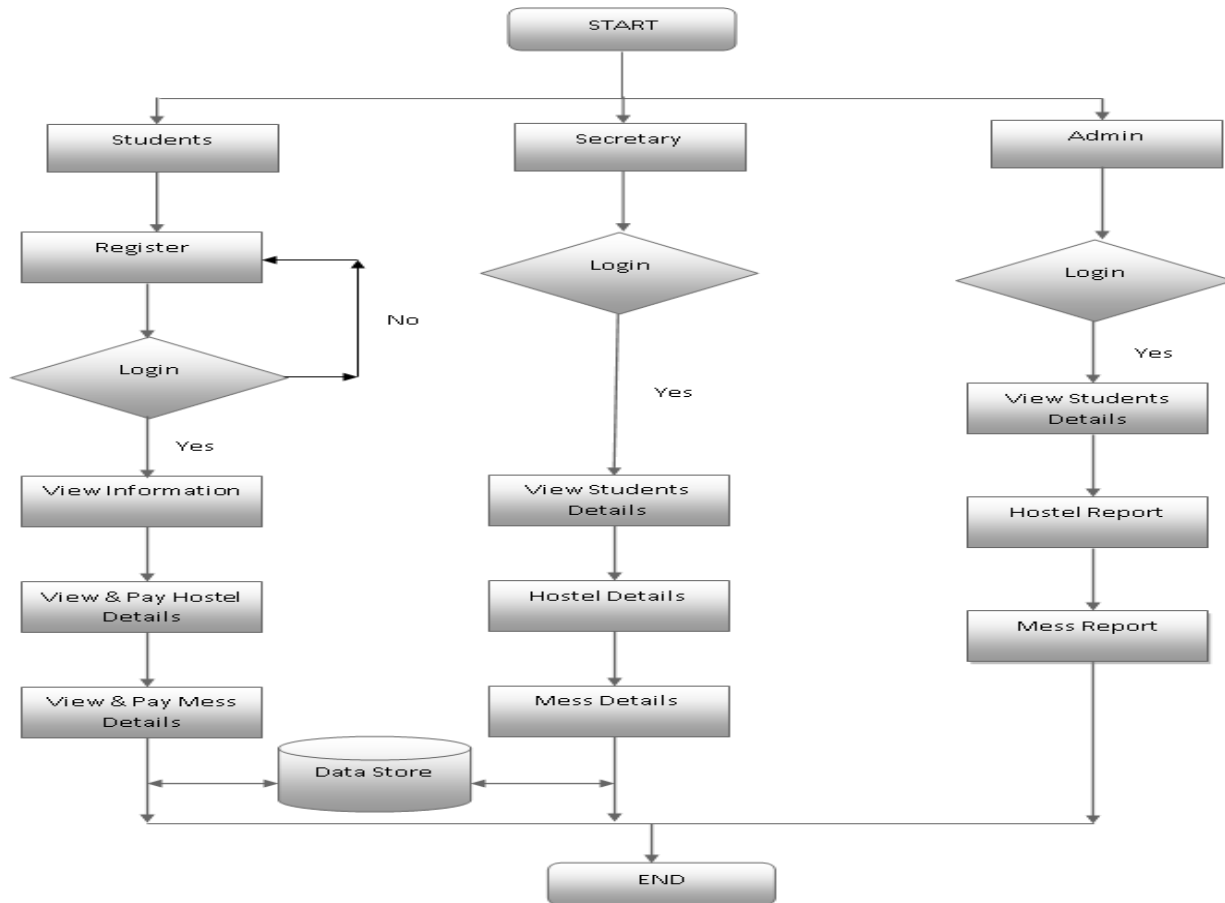 START
Students
Secretary
Admin
Register
Login
Login
No
Login
Yes
Yes
Yes
View Students
Details
View Information
View Students
Details
Hostel Report
View & Pay Hostel
Details
Hostel Details
Mess Report
View & Pay Mess
Details
Mess Details
Data Store
END